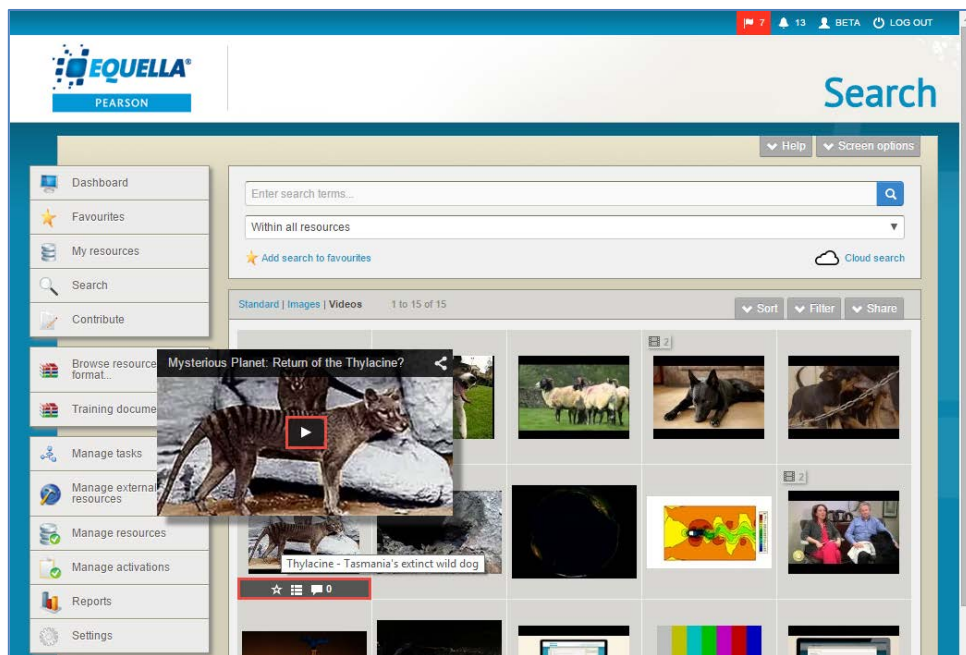 7 13 BETA LOG OUT
EQUELLA®
PEARSON
Search
Help Screen options
Dashboard
Favourites
My resources
Search
Contribute
Browse resource
format...
Training docume
Manage tasks
Manage external
resources
Manage resources
Manage activations
Reports
Settings
Enter search terms...
Within all resources
Add search to favourites
Cloud search
Standard | Images | Videos 1 to 15 of 15
Sort Filter Share
2
Mysterious Planet: Return of the Thylacine?
2
Thylacine - Tasmania's extinct wild dog
0